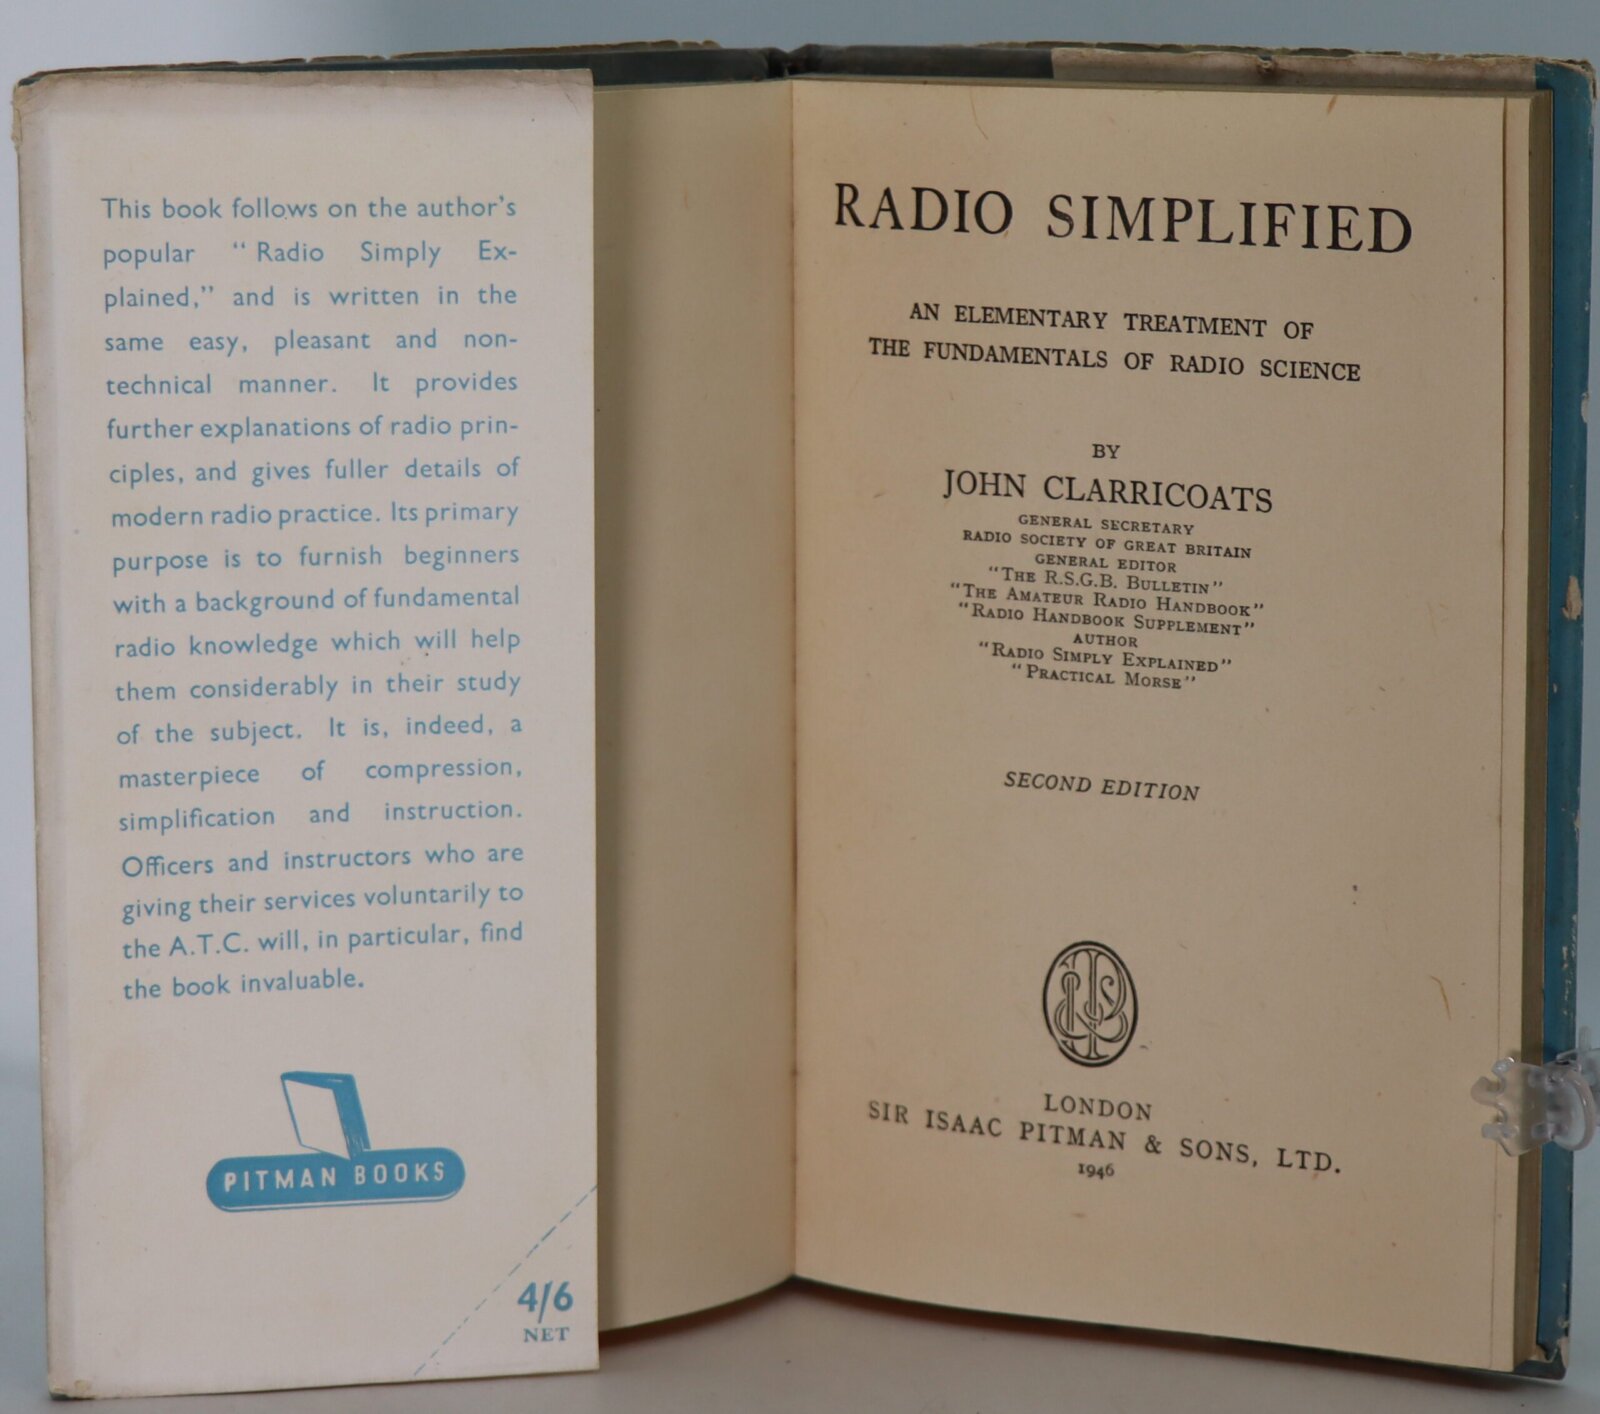 This book follows on the author's
popular "Radio Simply Ex-
plained," and is written in the
same easy, pleasant and non-
technical manner. It provides
further explanations of radio prin-
ciples, and gives fuller details of
modern radio practice. Its primary
purpose is to furnish beginners
with a background of fundamental
radio knowledge which will help
them considerably in their study
of the subject. It is, indeed, a
masterpiece of compression,
simplification and instruction.
Officers and instructors who are
giving their services voluntarily to
the A.T.C. will, in particular, find
the book invaluable.
PITMAN BOOKS
4/6
NET
RADIO SIMPLIFIED
AN ELEMENTARY TREATMENT OF
THE FUNDAMENTALS OF RADIO SCIENCE
BY
JOHN CLARRICOATS
GENERAL SECRETARY
RADIO SOCIETY OF GREAT BRITAIN
GENERAL EDITOR
"THE R.S.G.B. BULLETIN"
"THE AMATEUR RADIO HANDBOOK"
"RADIO HANDBOOK SUPPLEMENT"
AUTHOR
"RADIO SIMPLY EXPLAINED"
"PRACTICAL MORSE"
SECOND EDITION
LONDON
SIR ISAAC PITMAN & SONS, LTD.
1946